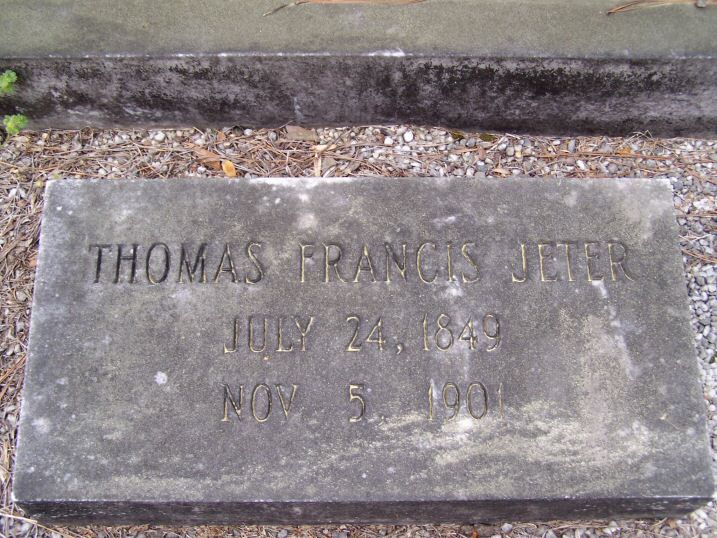 THOMAS FRANCIS JETER
JULY 24, 1849
NOV 5, 1901